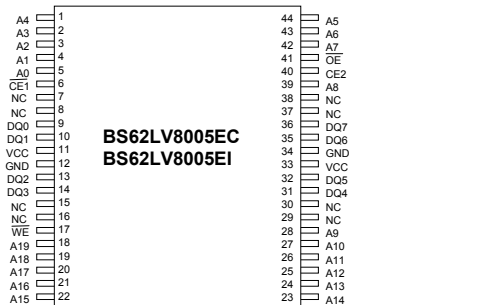 A4 1 44 A5
A3 2 43 A6
A2 3 42 A7
A1 4 41 OE
A0 5 40 CE2
CE1 6 39 A8
NC 7 38 NC
NC 8 37 NC
DQ0 9 36 DQ7
DQ1 10 BS62LV8005EC 35 DQ6
VCC 11 BS62LV8005EI 34 GND
GND 12 33 VCC
DQ2 13 32 DQ5
DQ3 14 31 DQ4
NC 15 30 NC
NC 16 29 NC
WE 17 28 A9
A19 18 27 A10
A18 19 26 A11
A17 20 25 A12
A16 21 24 A13
A15 22 23 A14